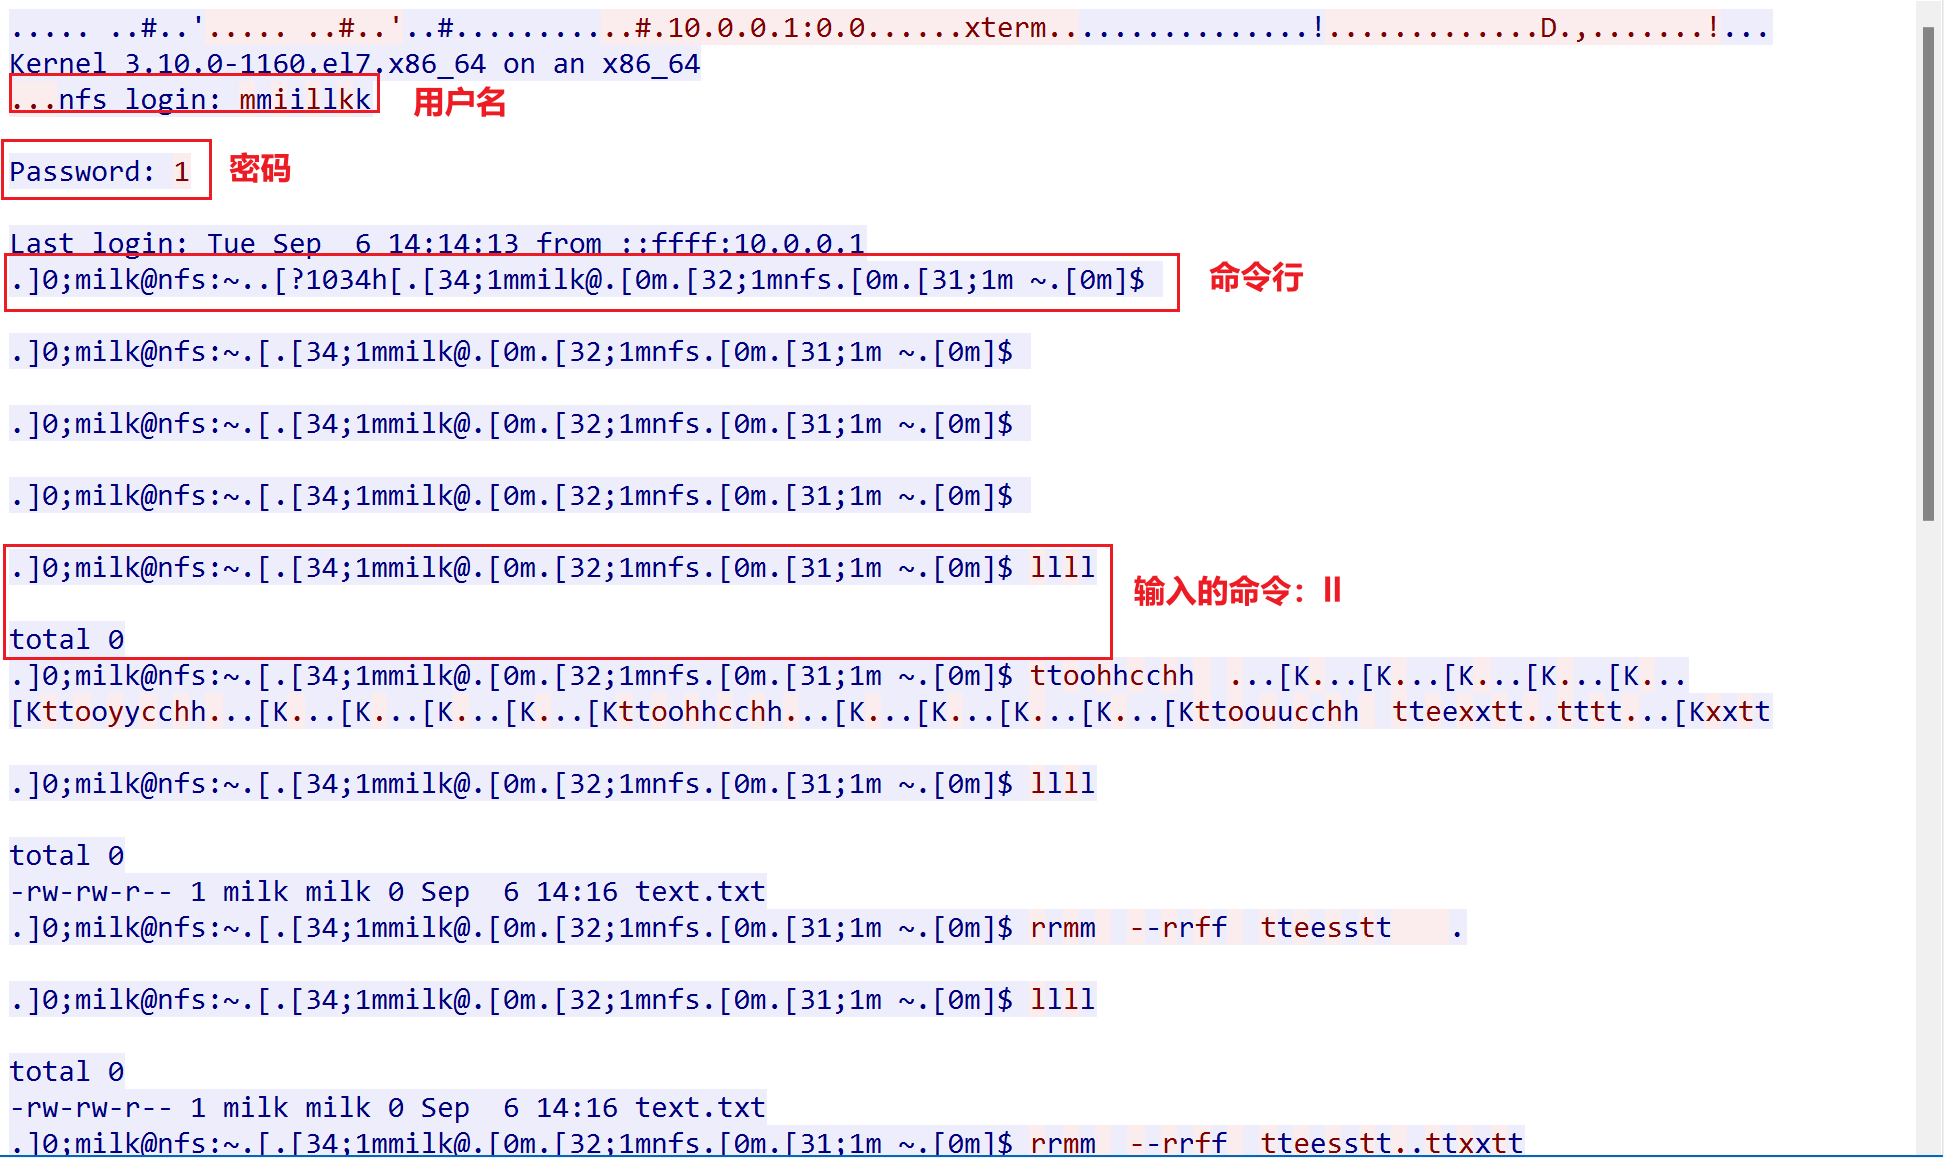 ..... ..#..'..... ..#..'..#...........#.10.0.0.1:0.0......xterm................!.............D.,.......!...
Kernel 3.10.0-1160.el7.x86_64 on an x86_64
...nfs login: mmiillkk 用户名
Password: 1 密码
Last login: Tue Sep  6 14:14:13 from ::ffff:10.0.0.1
.]0;milk@nfs:~..[?1034h[.[34;1mmilk@.[0m.[32;1mnfs.[0m.[31;1m ~.[0m]$ 命令行
.]0;milk@nfs:~.[.[34;1mmilk@.[0m.[32;1mnfs.[0m.[31;1m ~.[0m]$
.]0;milk@nfs:~.[.[34;1mmilk@.[0m.[32;1mnfs.[0m.[31;1m ~.[0m]$
.]0;milk@nfs:~.[.[34;1mmilk@.[0m.[32;1mnfs.[0m.[31;1m ~.[0m]$
.]0;milk@nfs:~.[.[34;1mmilk@.[0m.[32;1mnfs.[0m.[31;1m ~.[0m]$ llll
输入的命令：ll
total 0
.]0;milk@nfs:~.[.[34;1mmilk@.[0m.[32;1mnfs.[0m.[31;1m ~.[0m]$ ttoohhcchh  ...[K...[K...[K...[K...[K...
[Kttooyycchh...[K...[K...[K...[K...[Kttoohhcchh...[K...[K...[K...[K...[Kttoouucchh  tteexxtt..tttt...[Kxxtt
.]0;milk@nfs:~.[.[34;1mmilk@.[0m.[32;1mnfs.[0m.[31;1m ~.[0m]$ llll
total 0
-rw-rw-r-- 1 milk milk 0 Sep  6 14:16 text.txt
.]0;milk@nfs:~.[.[34;1mmilk@.[0m.[32;1mnfs.[0m.[31;1m ~.[0m]$ rrmm  --rrff  tteesstt    .
.]0;milk@nfs:~.[.[34;1mmilk@.[0m.[32;1mnfs.[0m.[31;1m ~.[0m]$ llll
total 0
-rw-rw-r-- 1 milk milk 0 Sep  6 14:16 text.txt
.]0;milk@nfs:~.[.[34;1mmilk@.[0m.[32;1mnfs.[0m.[31;1m ~.[0m]$ rrmm  --rrff  tteesstt..ttxxtt